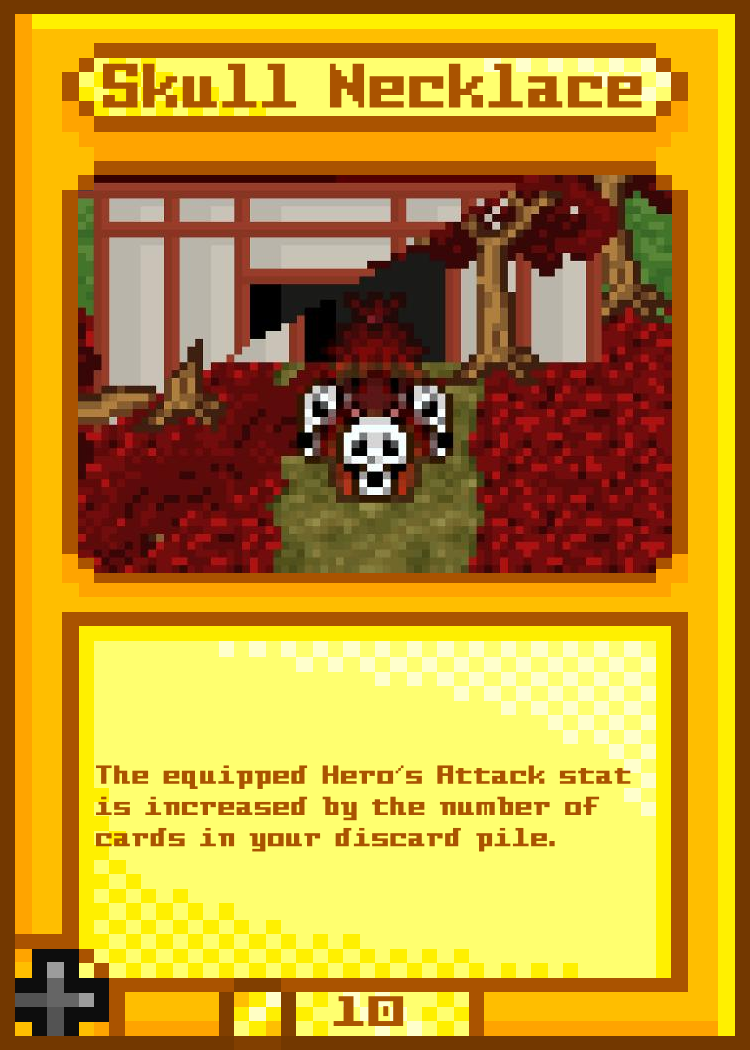 Skull Necklace
The equipped Hero's Attack stat
is increased by the number of
cards in your discard pile.
10